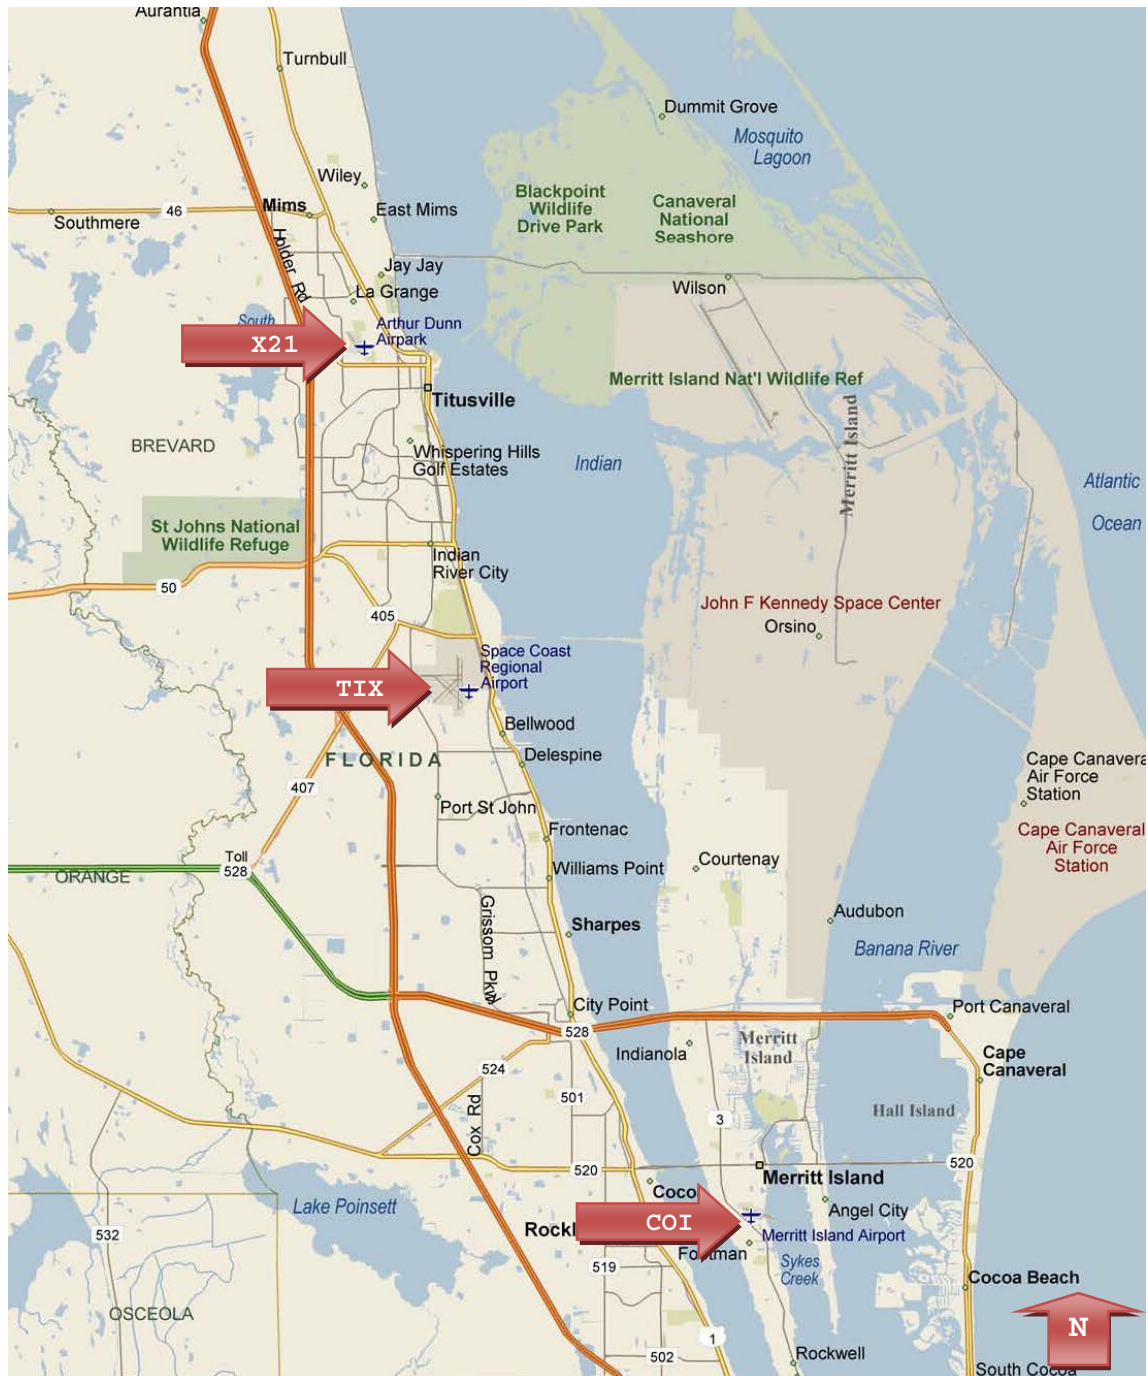 Aurantia
Turnbull
Dummit Grove
Mosquito
Lagoon
Wiley
Blackpoint
Wildlife
Drive Park
Canaveral
National
Seashore
Southmere
46
Mims
East Mims
Holder Rd
Jay Jay
Wilson
La Grange
South
Arthur Dunn
Airpark
X21
Merritt Island Nat'l Wildlife Ref
Titusville
BREVARD
Whispering Hills
Golf Estates
Indian
Merritt Island
Atlantic
Ocean
St Johns National
Wildlife Refuge
Indian
River City
50
405
John F Kennedy Space Center
Orsino
Space Coast
Regional
Airport
TIX
Bellwood
FLORIDA
Delespine
Cape Canavera
Air Force
Station
407
Port St John
Frontenac
Cape Canaveral
Air Force
Station
Toll
528
ORANGE
Williams Point
Courtenay
Grissom Pkwy
Sharpes
Audubon
Banana River
City Point
Port Canaveral
528
Indianola
Merritt
Island
Cape
Canaveral
524
501
Cox Rd
3
Hall Island
520
Merritt Island
520
Coco
Lake Poinsett
Angel City
COI
Rockl
Merritt Island Airport
532
Sykes
Creek
519
Cocoa Beach
OSCEOLA
N
1
502
Rockwell
South Cocoa